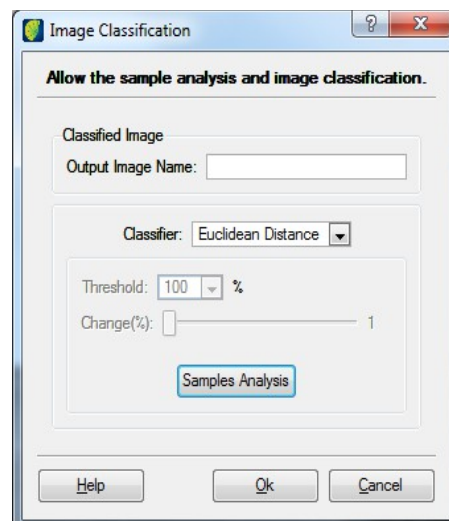 Image Classification
?
X
Allow the sample analysis and image classification.
Classified Image
Output Image Name:
Classifier: Euclidean Distance
Threshold: 100 %
Change(%): 1
Samples Analysis
Help Ok Cancel